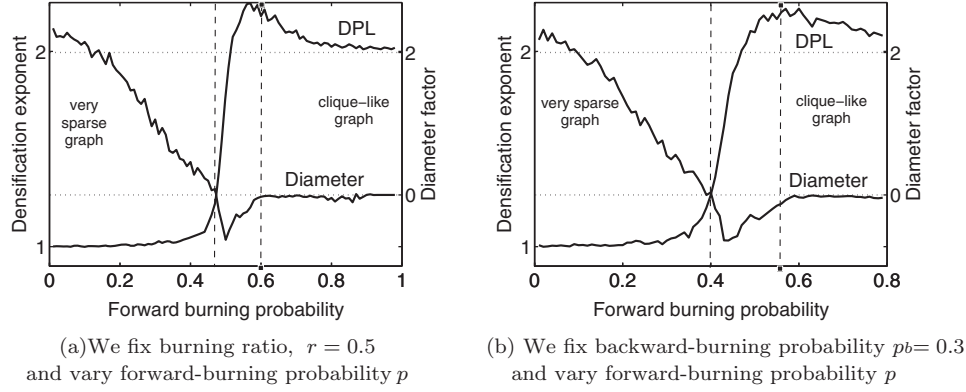 Densification exponent
2
1
very
sparse
graph
DPL
clique−like
graph
Diameter
2
0
Diameter factor
0 0.2 0.4 0.6 0.8 1
Forward burning probability
(a)We fix burning ratio, r = 0.5
and vary forward-burning probability p
Densification exponent
2
1
very sparse
graph
DPL
clique−like
graph
Diameter
2
0
Diameter factor
0 0.2 0.4 0.6 0.8
Forward burning probability
(b) We fix backward-burning probability pb= 0.3
and vary forward-burning probability p